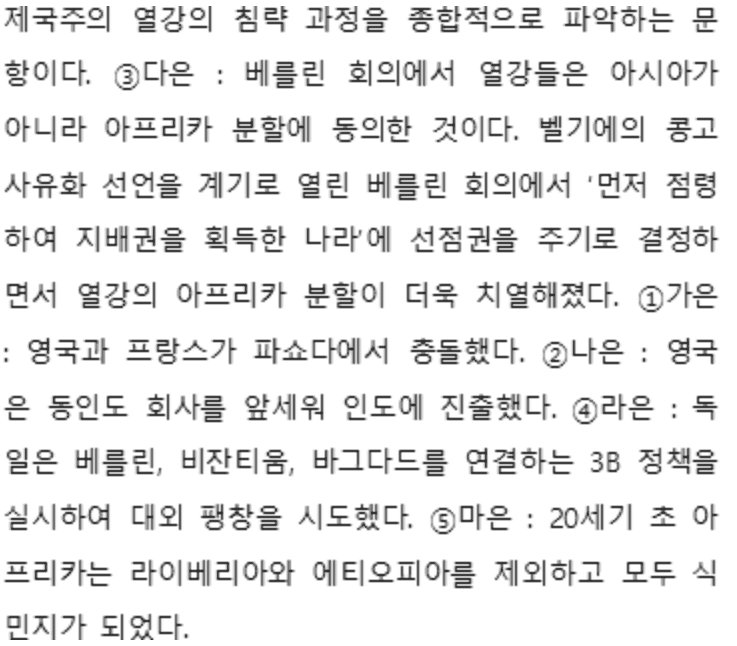 제국주의 열강의 침략 과정을 종합적으로 파악하는 문
항이다. ③다은 : 베를린 회의에서 열강들은 아시아가
아니라 아프리카 분할에 동의한 것이다. 벨기에의 콩고
사유화 선언을 계기로 열린 베를린 회의에서 '먼저 점령
하여 지배권을 획득한 나라'에 선점권을 주기로 결정하
면서 열강의 아프리카 분할이 더욱 치열해졌다. ①가은
: 영국과 프랑스가 파쇼다에서 충돌했다. ②나은 : 영국
은 동인도 회사를 앞세워 인도에 진출했다. ④라은 : 독
일은 베를린, 비잔티움, 바그다드를 연결하는 3B 정책을
실시하여 대외 팽창을 시도했다. ⑤마은 : 20세기 초 아
프리카는 라이베리아와 에티오피아를 제외하고 모두 식
민지가 되었다.